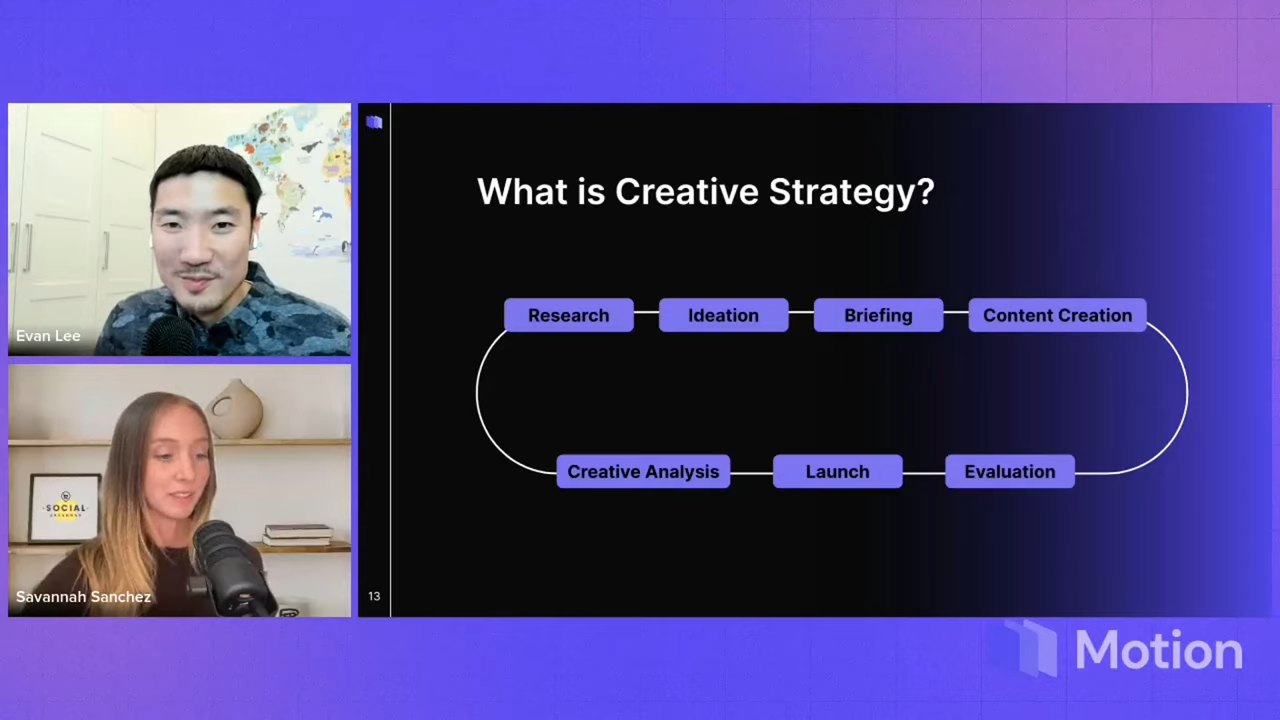 What is Creative Strategy?
Research
Ideation
Briefing
Content Creation
Creative Analysis
Launch
Evaluation
13
Evan Lee
SOCIAL
Savannah Sanchez
Motion